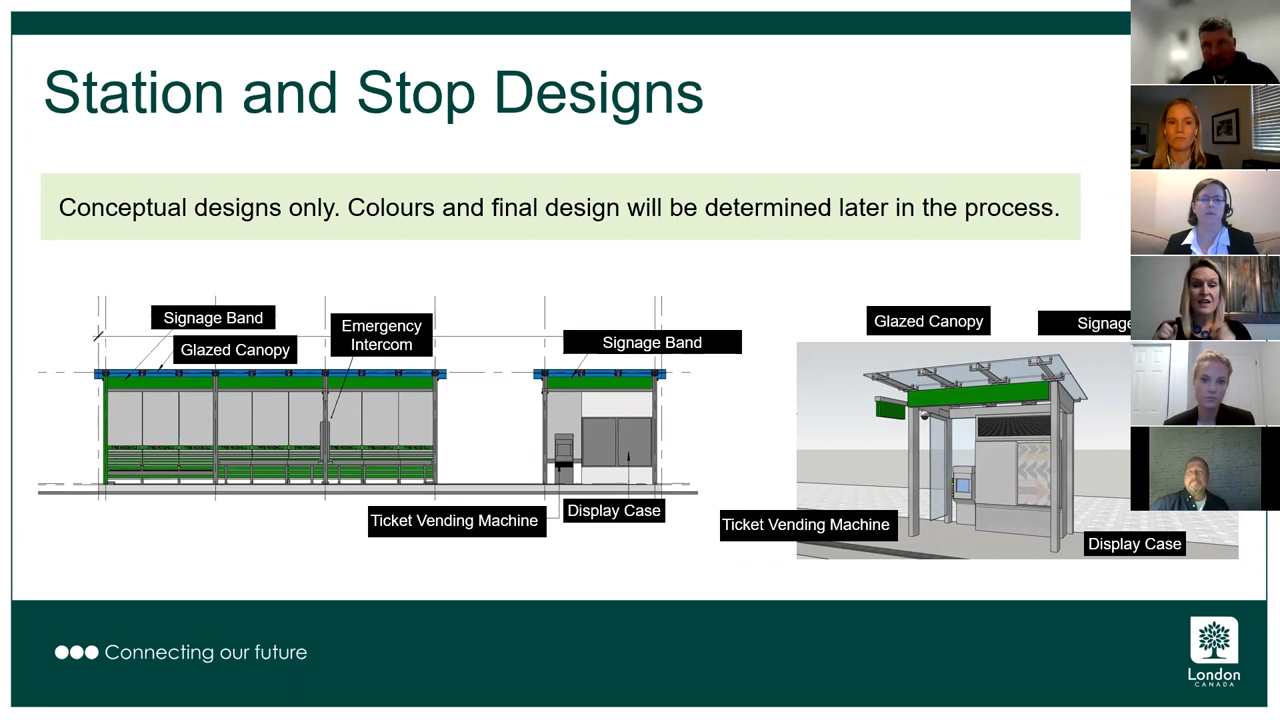 Station and Stop Designs
Conceptual designs only. Colours and final design will be determined later in the process.
Signage Band
Glazed Canopy
Emergency
Intercom
Signage Band
Ticket Vending Machine
Display Case
Glazed Canopy
Signage
Ticket Vending Machine
Display Case
Connecting our future
London
CANADA